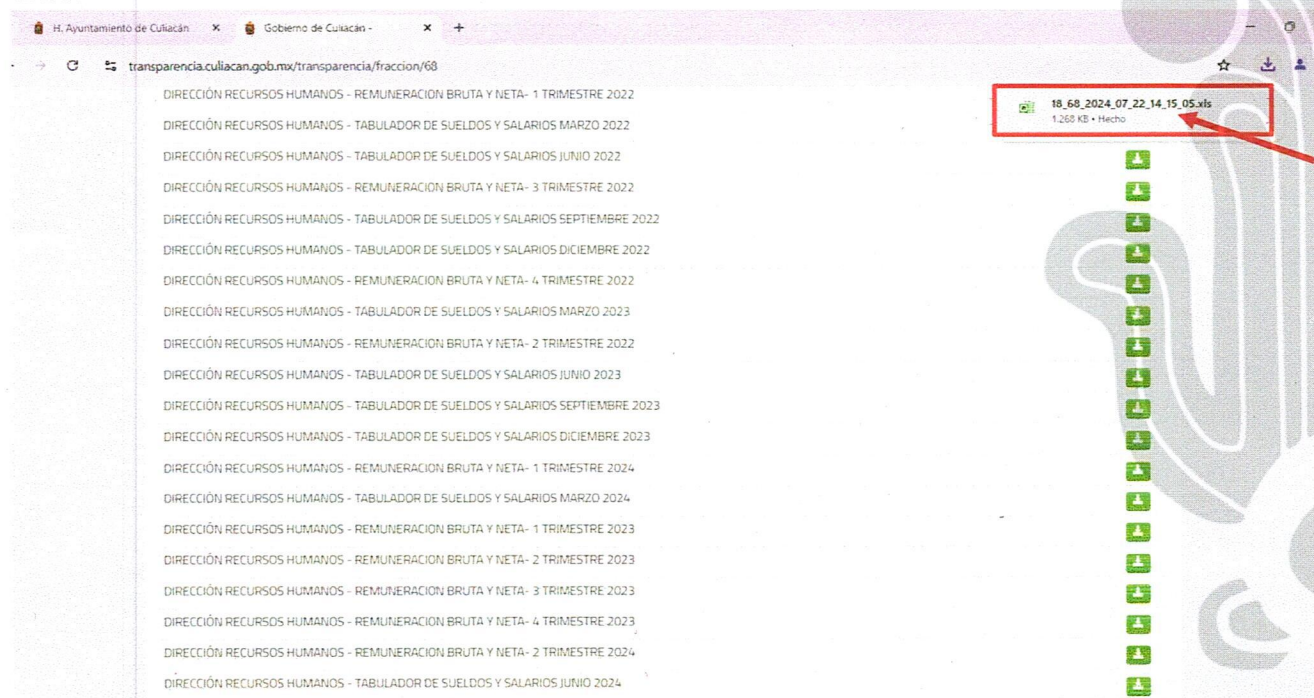 H. Ayuntamiento de Culiacán
Gobierno de Culiacán -
transparencia.culiacan.gob.mx/transparencia/fraccion/68
18_68_2024_07_22_14_15_05.xls
1.268 KB • Hecho
DIRECCIÓN RECURSOS HUMANOS - REMUNERACION BRUTA Y NETA- 1 TRIMESTRE 2022
DIRECCIÓN RECURSOS HUMANOS - TABULADOR DE SUELDOS Y SALARIOS MARZO 2022
DIRECCIÓN RECURSOS HUMANOS - TABULADOR DE SUELDOS Y SALARIOS JUNIO 2022
DIRECCIÓN RECURSOS HUMANOS - REMUNERACION BRUTA Y NETA- 3 TRIMESTRE 2022
DIRECCIÓN RECURSOS HUMANOS - TABULADOR DE SUELDOS Y SALARIOS SEPTIEMBRE 2022
DIRECCIÓN RECURSOS HUMANOS - TABULADOR DE SUELDOS Y SALARIOS DICIEMBRE 2022
DIRECCIÓN RECURSOS HUMANOS - REMUNERACION BRUTA Y NETA- 4 TRIMESTRE 2022
DIRECCIÓN RECURSOS HUMANOS - TABULADOR DE SUELDOS Y SALARIOS MARZO 2023
DIRECCIÓN RECURSOS HUMANOS - REMUNERACION BRUTA Y NETA- 2 TRIMESTRE 2022
DIRECCIÓN RECURSOS HUMANOS - TABULADOR DE SUELDOS Y SALARIOS JUNIO 2023
DIRECCIÓN RECURSOS HUMANOS - TABULADOR DE SUELDOS Y SALARIOS SEPTIEMBRE 2023
DIRECCIÓN RECURSOS HUMANOS - TABULADOR DE SUELDOS Y SALARIOS DICIEMBRE 2023
DIRECCIÓN RECURSOS HUMANOS - REMUNERACION BRUTA Y NETA- 1 TRIMESTRE 2024
DIRECCIÓN RECURSOS HUMANOS - TABULADOR DE SUELDOS Y SALARIOS MARZO 2024
DIRECCIÓN RECURSOS HUMANOS - REMUNERACION BRUTA Y NETA- 1 TRIMESTRE 2023
DIRECCIÓN RECURSOS HUMANOS - REMUNERACION BRUTA Y NETA- 2 TRIMESTRE 2023
DIRECCIÓN RECURSOS HUMANOS - REMUNERACION BRUTA Y NETA- 3 TRIMESTRE 2023
DIRECCIÓN RECURSOS HUMANOS - REMUNERACION BRUTA Y NETA- 4 TRIMESTRE 2023
DIRECCIÓN RECURSOS HUMANOS - REMUNERACION BRUTA Y NETA- 2 TRIMESTRE 2024
DIRECCIÓN RECURSOS HUMANOS - TABULADOR DE SUELDOS Y SALARIOS JUNIO 2024